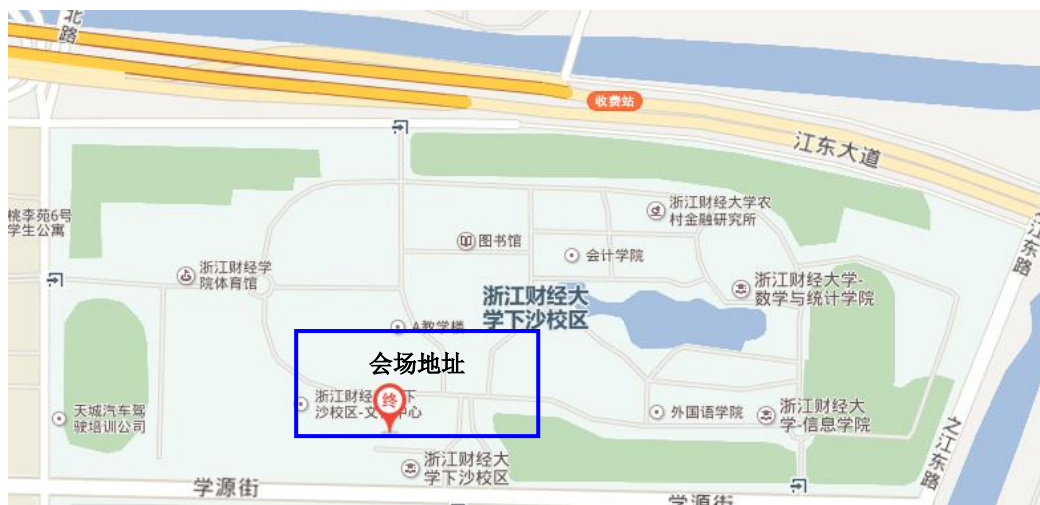 北路
收费站
江东大道
之江东路
桃李苑6号
学生公寓
浙江财经大学农
村金融研究所
图书馆
会计学院
浙江财经学
院体育馆
浙江财经大学-
数学与统计学院
浙江财经大
学下沙校区
A教学楼
会场地址
浙江财经
下
沙校区-文
中心
终
天城汽车驾
驶培训公司
外国语学院
浙江财经大
学-信息学院
之江东路
浙江财经大
学下沙校区
学源街
学源街